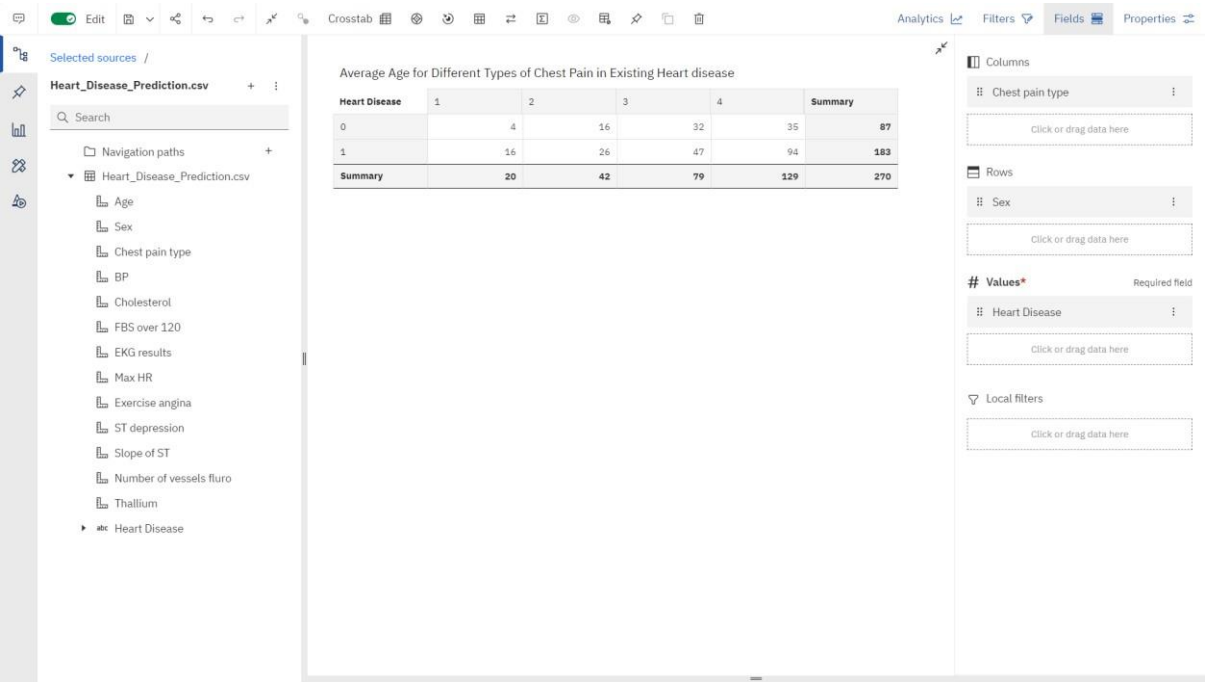 Edit Crosstab Analytics Filters Fields Properties
Selected sources /
Heart_Disease_Prediction.csv
Search
Navigation paths
Heart_Disease_Prediction.csv
Age
Sex
Chest pain type
BP
Cholesterol
FBS over 120
EKG results
Max HR
Exercise angina
ST depression
Slope of ST
Number of vessels fluro
Thallium
abc Heart Disease
Average Age for Different Types of Chest Pain in Existing Heart disease
Heart Disease 1 2 3 4 Summary
0 4 16 32 35 87
1 16 26 47 94 183
Summary 20 42 79 129 270
Columns
Chest pain type
Click or drag data here
Rows
Sex
Click or drag data here
# Values* Required field
Heart Disease
Click or drag data here
Local filters
Click or drag data here